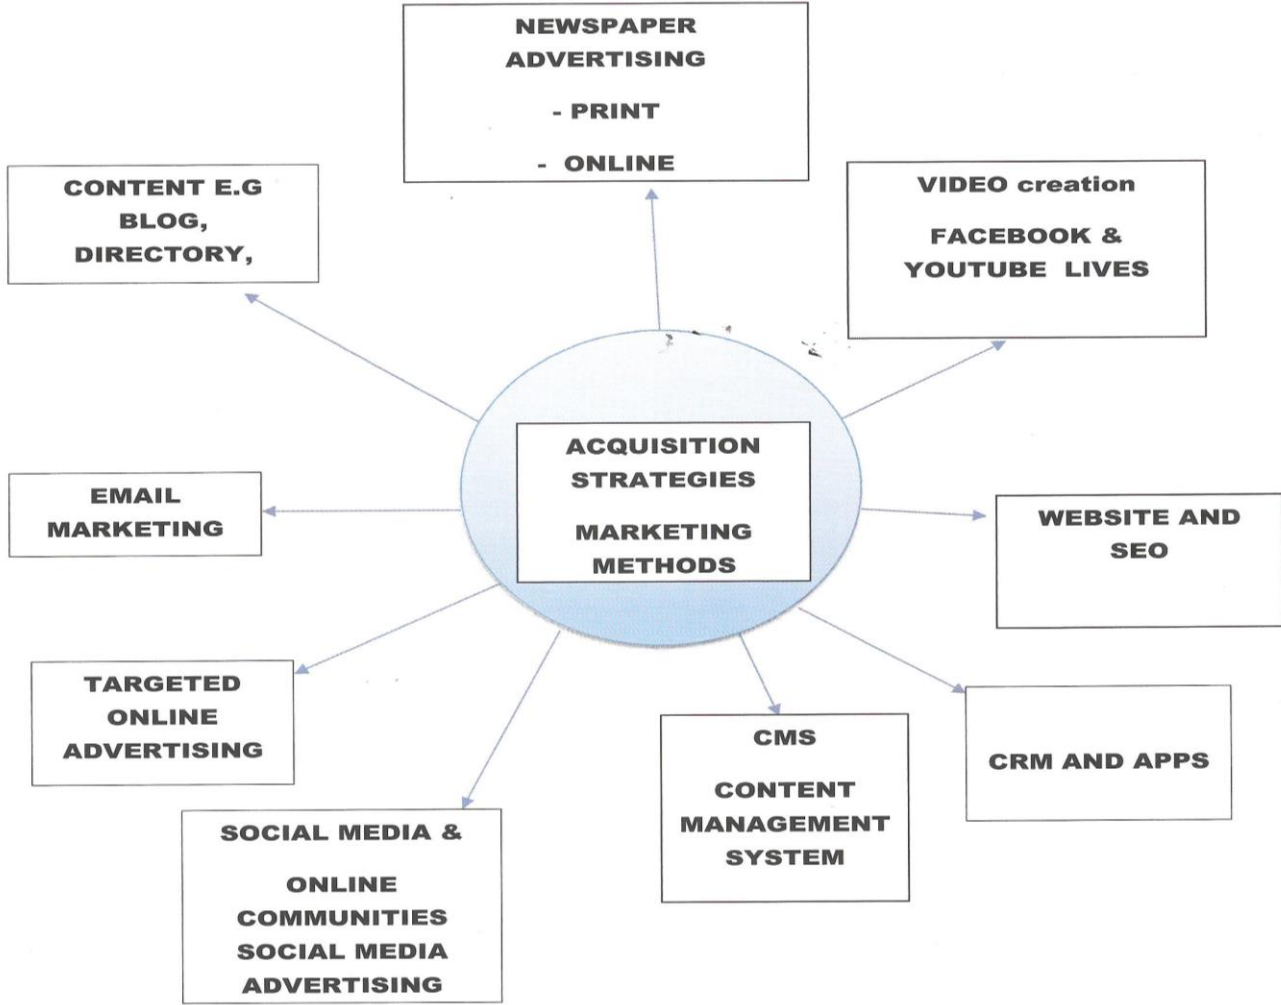 NEWSPAPER
ADVERTISING
- PRINT
- ONLINE
CONTENT E.G
BLOG,
DIRECTORY,
VIDEO creation
FACEBOOK &
YOUTUBE LIVES
ACQUISITION
STRATEGIES
MARKETING
METHODS
EMAIL
MARKETING
WEBSITE AND
SEO
TARGETED
ONLINE
ADVERTISING
CMS
CONTENT
MANAGEMENT
SYSTEM
CRM AND APPS
SOCIAL MEDIA &
ONLINE
COMMUNITIES
SOCIAL MEDIA
ADVERTISING